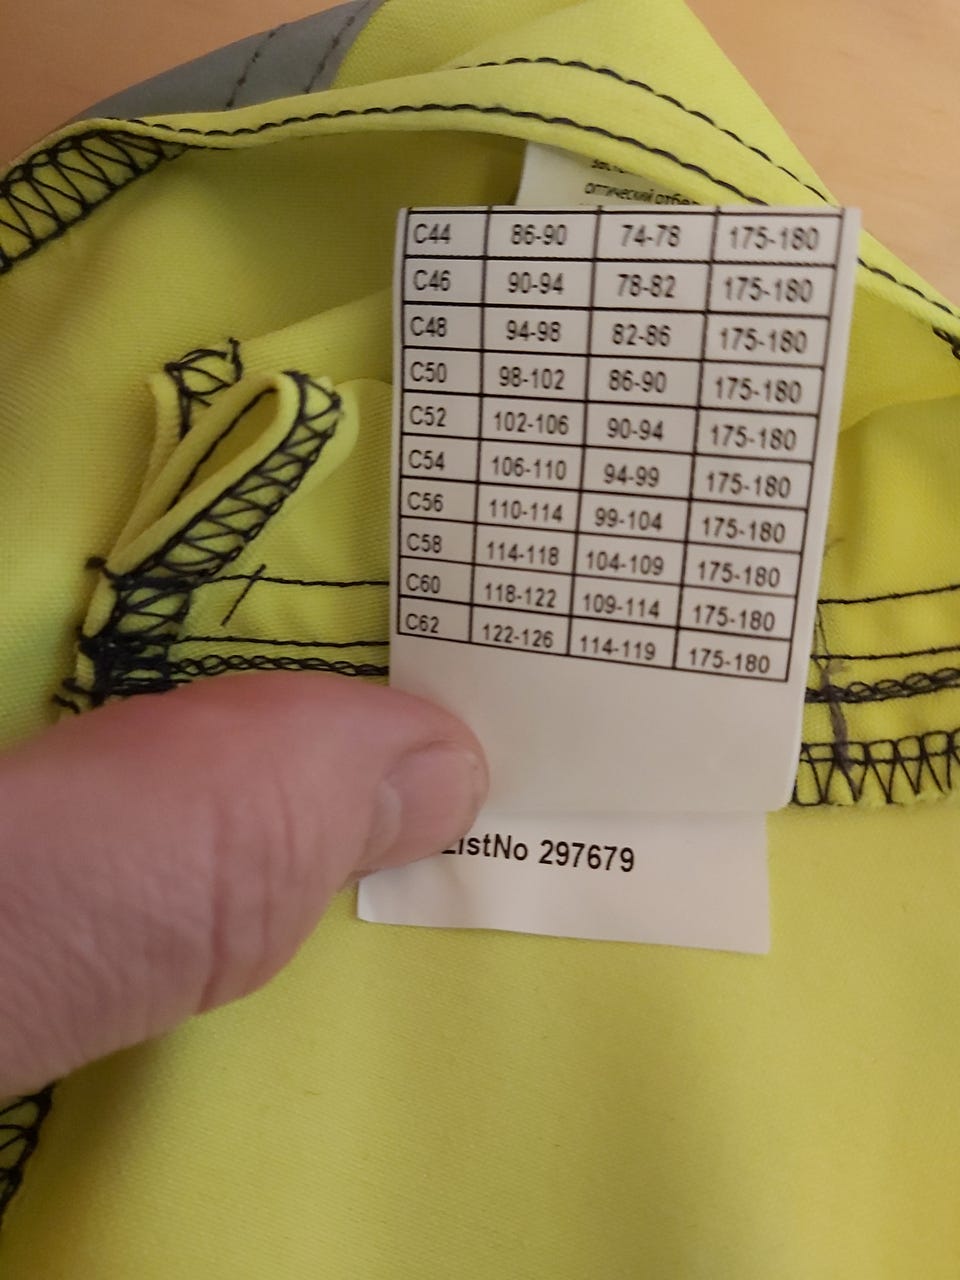 оптический отбел
C44 86-90 74-78 175-180
C46 90-94 78-82 175-180
C48 94-98 82-86 175-180
C50 98-102 86-90 175-180
C52 102-106 90-94 175-180
C54 106-110 94-99 175-180
C56 110-114 99-104 175-180
C58 114-118 104-109 175-180
C60 118-122 109-114 175-180
C62 122-126 114-119 175-180
ListNo 297679